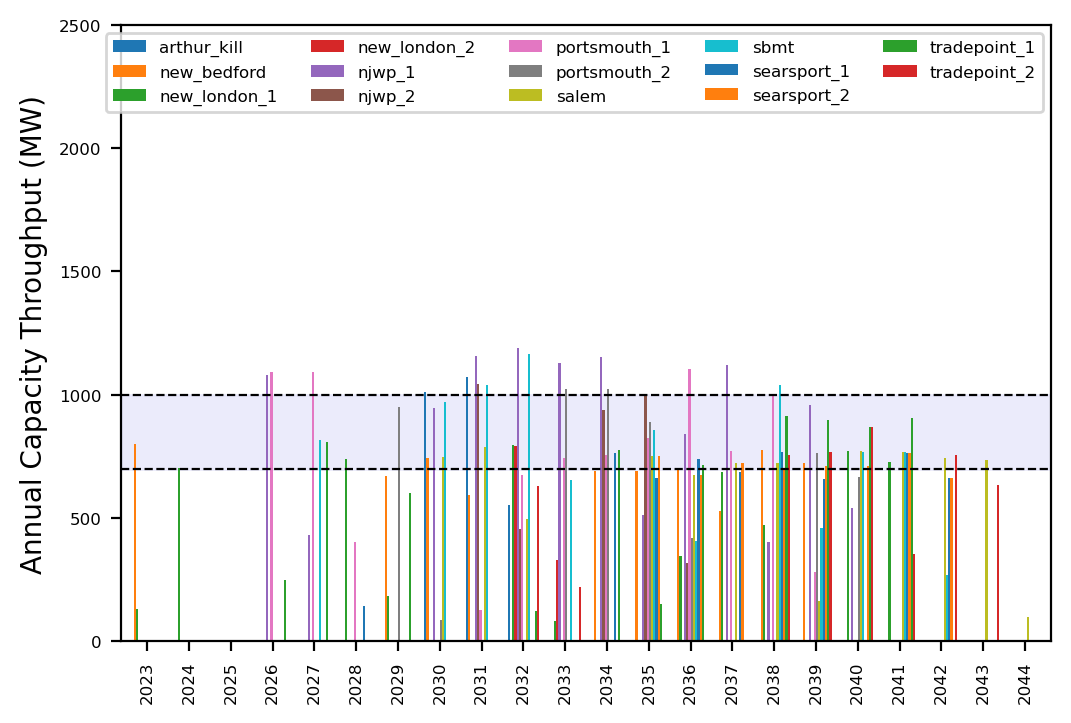 2500
2000
1500
1000
500
0
Annual Capacity Throughput (MW)
arthur_kill
new_bedford
new_london_1
new_london_2
njwp_1
njwp_2
portsmouth_1
portsmouth_2
salem
sbmt
searsport_1
searsport_2
tradepoint_1
tradepoint_2
2023
2024
2025
2026
2027
2028
2029
2030
2031
2032
2033
2034
2035
2036
2037
2038
2039
2040
2041
2042
2043
2044